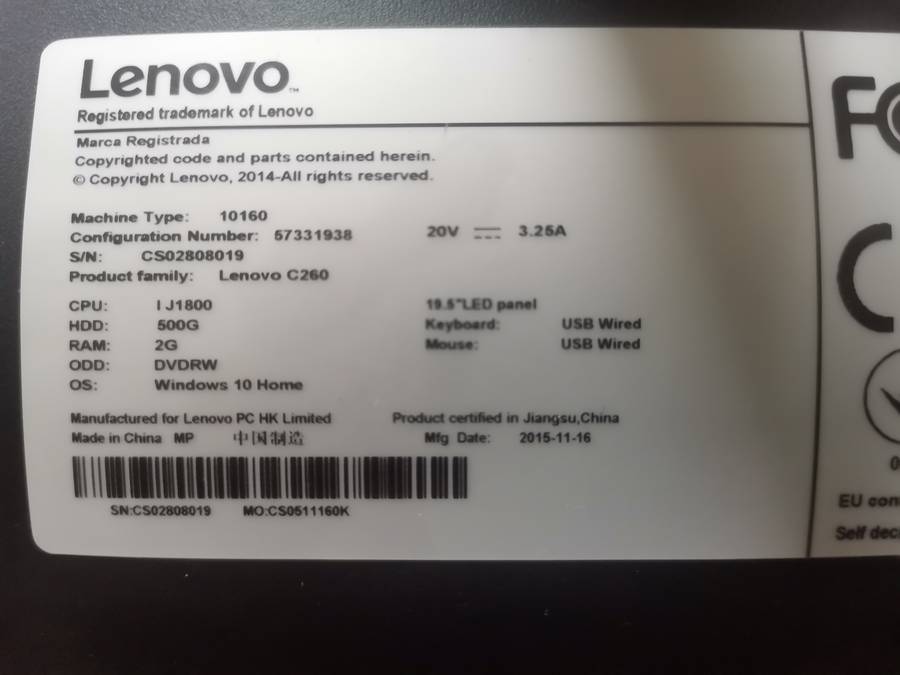 Lenovo™
Registered trademark of Lenovo
Marca Registrada
Copyrighted code and parts contained herein.
© Copyright Lenovo, 2014-All rights reserved.
Machine Type: 10160
Configuration Number: 57331938
S/N: CS02808019
Product family: Lenovo C260
20V 3.25A
CPU: I J1800
HDD: 500G
RAM: 2G
ODD: DVDRW
OS: Windows 10 Home
19.5"LED panel
Keyboard: USB Wired
Mouse: USB Wired
Manufactured for Lenovo PC HK Limited
Made in China MP 中国制造
Product certified in Jiangsu,China
Mfg Date: 2015-11-16
SN:CS02808019 MO:CS0511160K
FC
CE
0
EU con
Self dec